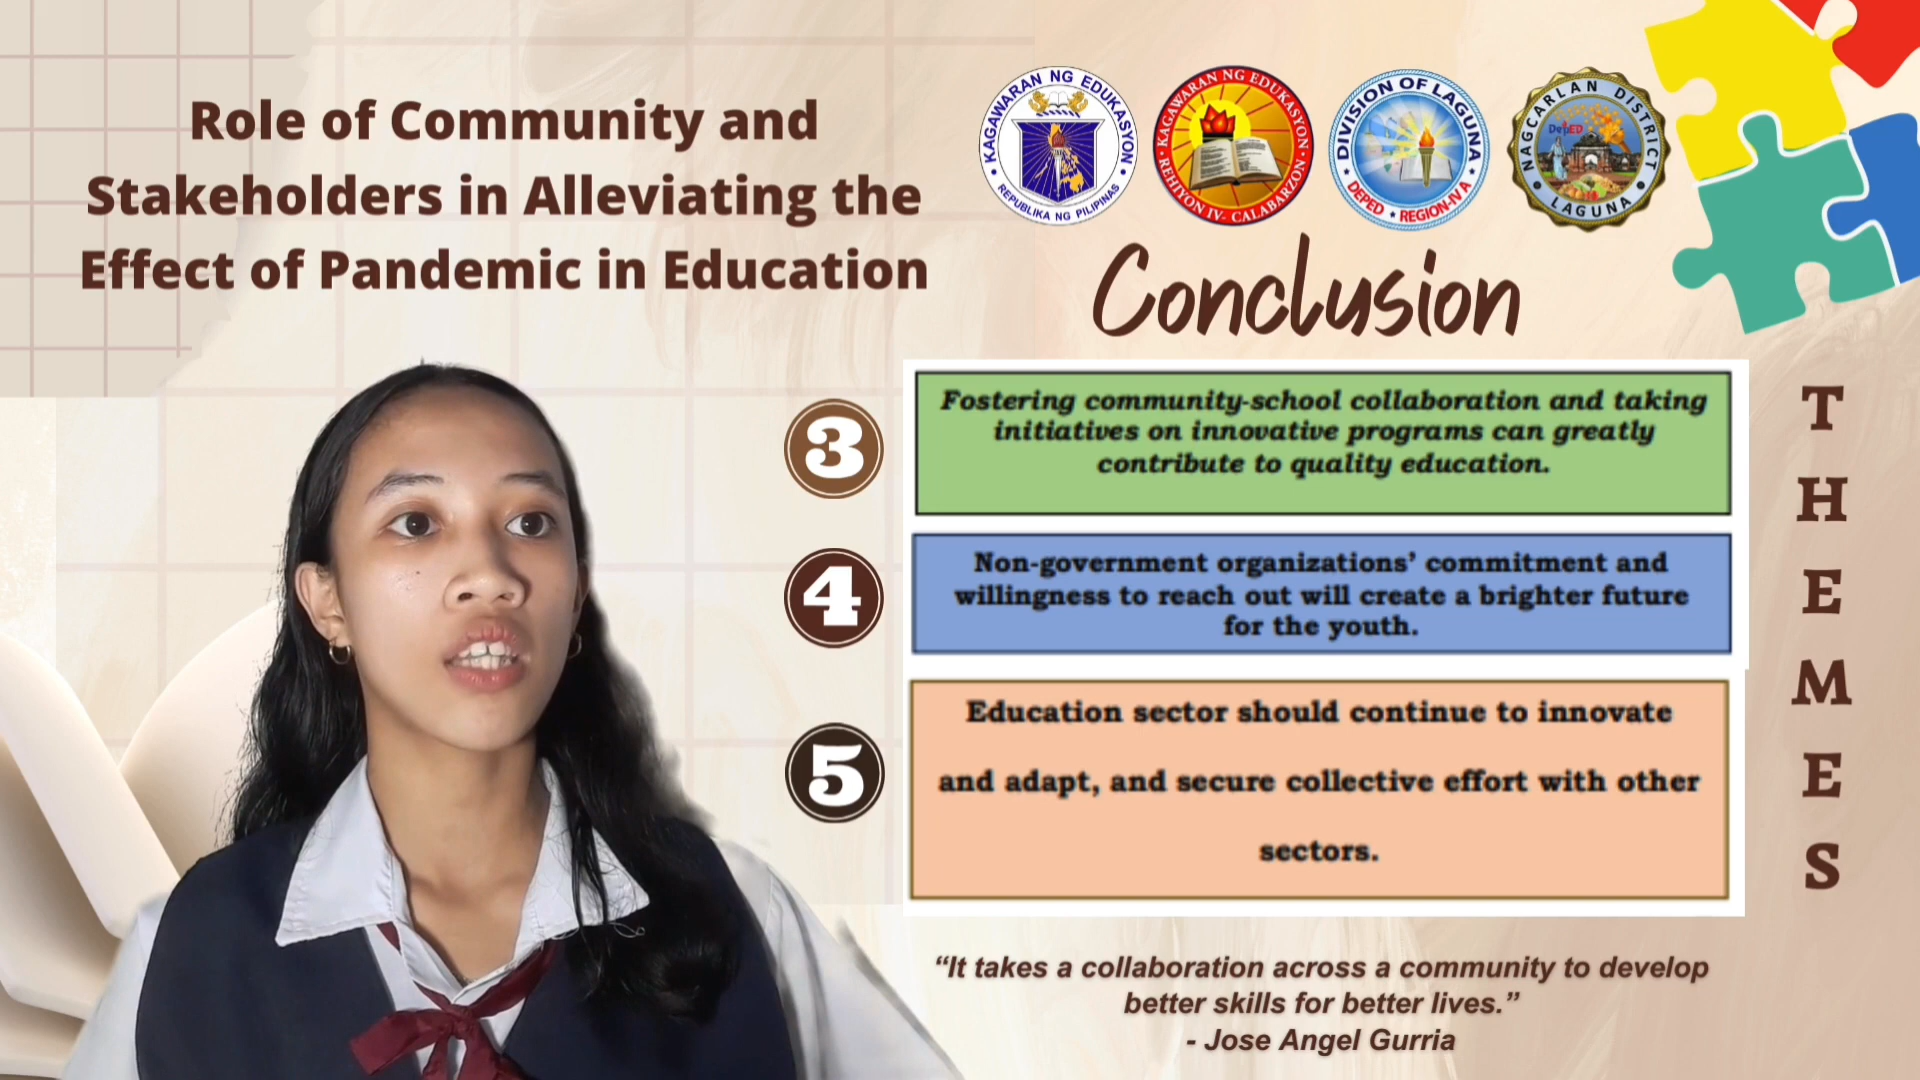 Role of Community and
Stakeholders in Alleviating the
Effect of Pandemic in Education
KAGAWARAN NG EDUKASYON
REPUBLIKA NG PILIPINAS
KAGAWARAN NG EDUKASYON
REHIYON IV- CALABARZON
DIVISION OF LAGUNA
DEPED ★ REGION-IV A
NAGCARLAN DISTRICT
DepED
LAGUNA
Conclusion
3
Fostering community-school collaboration and taking
initiatives on innovative programs can greatly
contribute to quality education.
4
Non-government organizations’ commitment and
willingness to reach out will create a brighter future
for the youth.
5
Education sector should continue to innovate
and adapt, and secure collective effort with other
sectors.
T
H
E
M
E
S
“It takes a collaboration across a community to develop
better skills for better lives.”
- Jose Angel Gurria